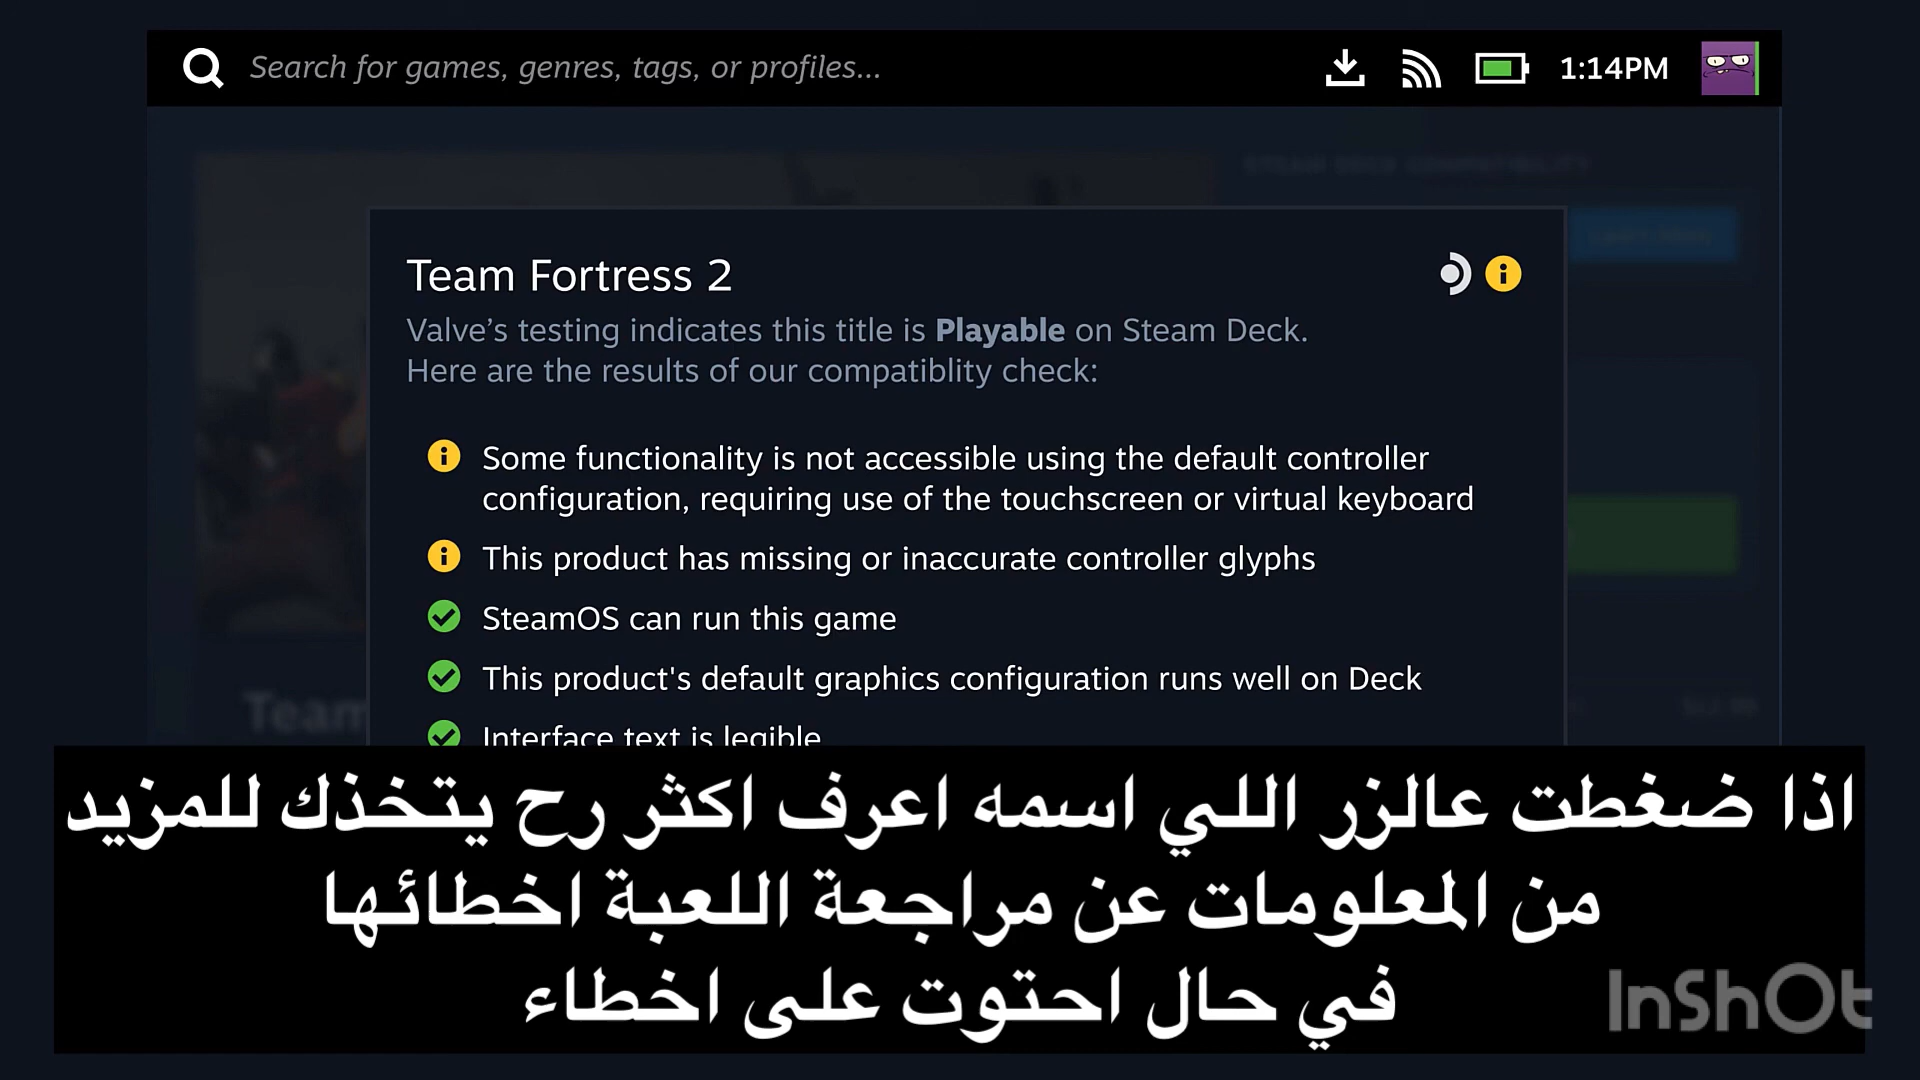 Search for games, genres, tags, or profiles...
1:14PM
STEAM DECK COMPATIBILITY
Team Fortress 2
Valve's testing indicates this title is Playable on Steam Deck.
Here are the results of our compatiblity check:
Some functionality is not accessible using the default controller
configuration, requiring use of the touchscreen or virtual keyboard
This product has missing or inaccurate controller glyphs
SteamOS can run this game
This product's default graphics configuration runs well on Deck
Interface text is legible
Team
اذا ضغطت عالزر اللي اسمه اعرف اكثر رح يتخذك للمزيد
من المعلومات عن مراجعة اللعبة اخطائها
في حال احتوت على اخطاء
InShOt